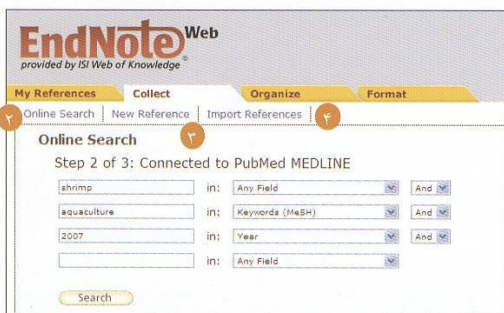 EndNote Web
provided by ISI Web of Knowledge®
My References Collect Organize Format
۲ Online Search New Reference ۳ Import References ۴
Online Search
Step 2 of 3: Connected to PubMed MEDLINE
shrimp in: Any Field And
aquaculture in: Keywords (MeSH) And
2007 in: Year And
in: Any Field
Search